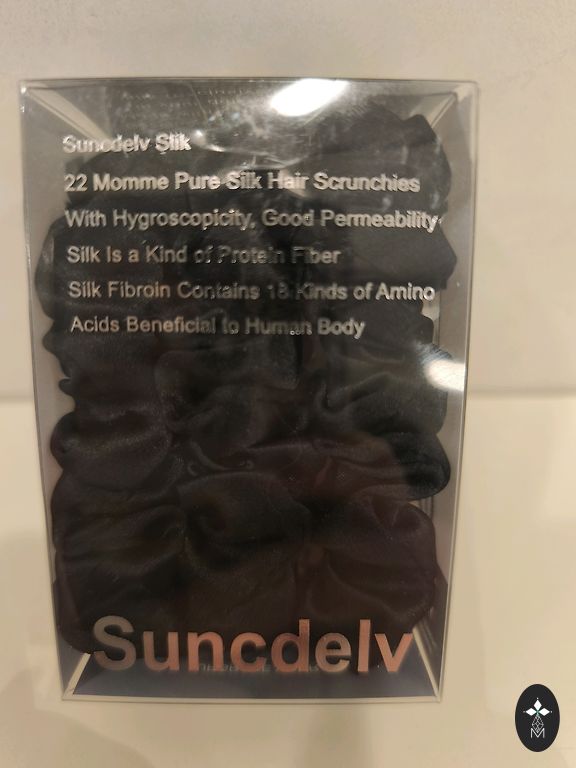 Suncdelv Slik
22 Momme Pure Silk Hair Scrunchies
With Hygroscopicity, Good Permeability
Silk Is a Kind of Protein Fiber
Silk Fibroin Contains 18 Kinds of Amino
Acids Beneficial to Human Body
Suncdelv
M